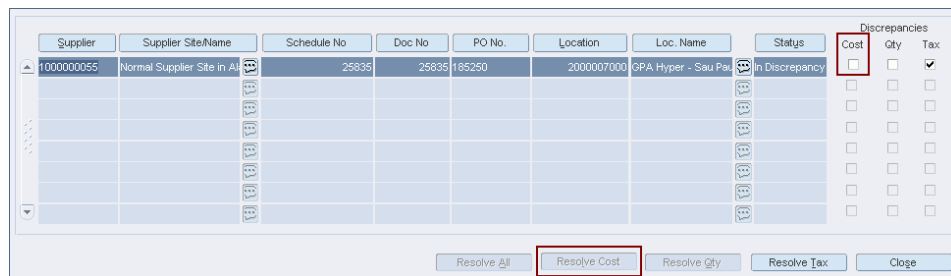 Discrepancies
Supplier Supplier Site/Name Schedule No Doc No PO No. Location Loc. Name Status Cost Qty Tax
1000000055 Normal Supplier Site in Al 25835 25835 185250 2000007000 GPA Hyper - Sau Pau In Discrepancy
Resolve All Resolve Cost Resolve Qty Resolve Tax Close